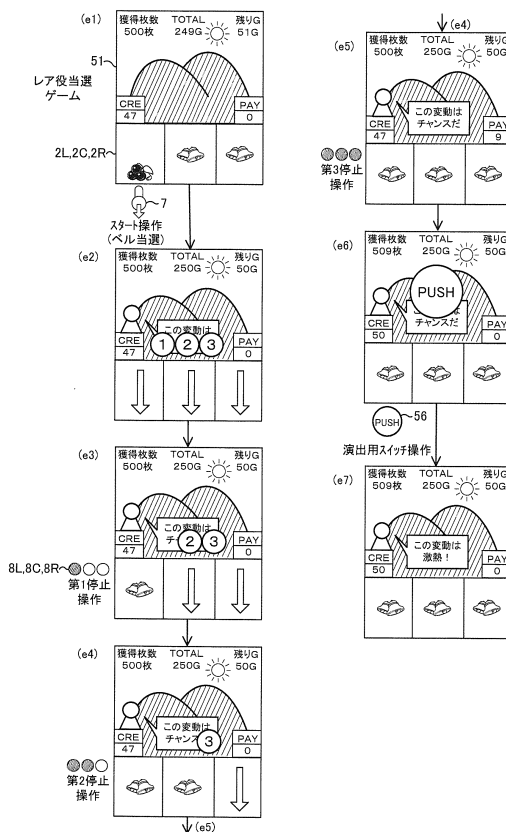 (e1)
獲得枚数 TOTAL 残りG
500枚 249G 51G
51
レア役当選
ゲーム
CRE PAY
47 0
2L,2C,2R
7
スタート操作
(ベル当選)
(e2)
獲得枚数 TOTAL 残りG
500枚 250G 50G
この変動は
1 2 3
CRE PAY
47 0
(e3)
獲得枚数 TOTAL 残りG
500枚 250G 50G
この変動は
チ 2 3
CRE PAY
47 0
8L,8C,8R
第1停止
操作
(e4)
獲得枚数 TOTAL 残りG
500枚 250G 50G
この変動は
チャンス 3
CRE PAY
47 0
第2停止
操作
(e5)
(e4)
(e5)
獲得枚数 TOTAL 残りG
500枚 250G 50G
この変動は
チャンスだ
CRE PAY
47 9
第3停止
操作
(e6)
獲得枚数 TOTAL 残りG
509枚 250G 50G
PUSH
は
チャンスだ
CRE PAY
50 0
PUSH 56
演出用スイッチ操作
(e7)
獲得枚数 TOTAL 残りG
509枚 250G 50G
この変動は
激熱!
CRE PAY
50 0